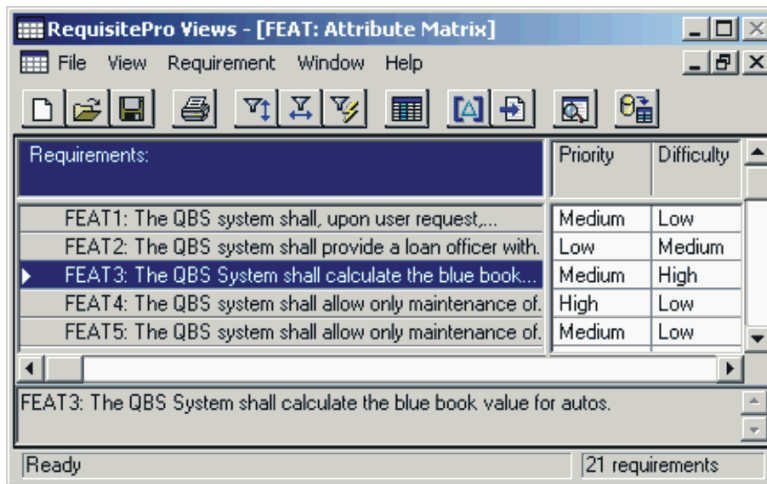 RequisitePro Views - [FEAT: Attribute Matrix]
File View Requirement Window Help
Requirements: Priority Difficulty
FEAT1: The QBS system shall, upon user request,... Medium Low
FEAT2: The QBS system shall provide a loan officer with. Low Medium
FEAT3: The QBS System shall calculate the blue book... Medium High
FEAT4: The QBS system shall allow only maintenance of. High Low
FEAT5: The QBS system shall allow only maintenance of. Medium Low
FEAT3: The QBS System shall calculate the blue book value for autos.
Ready 21 requirements